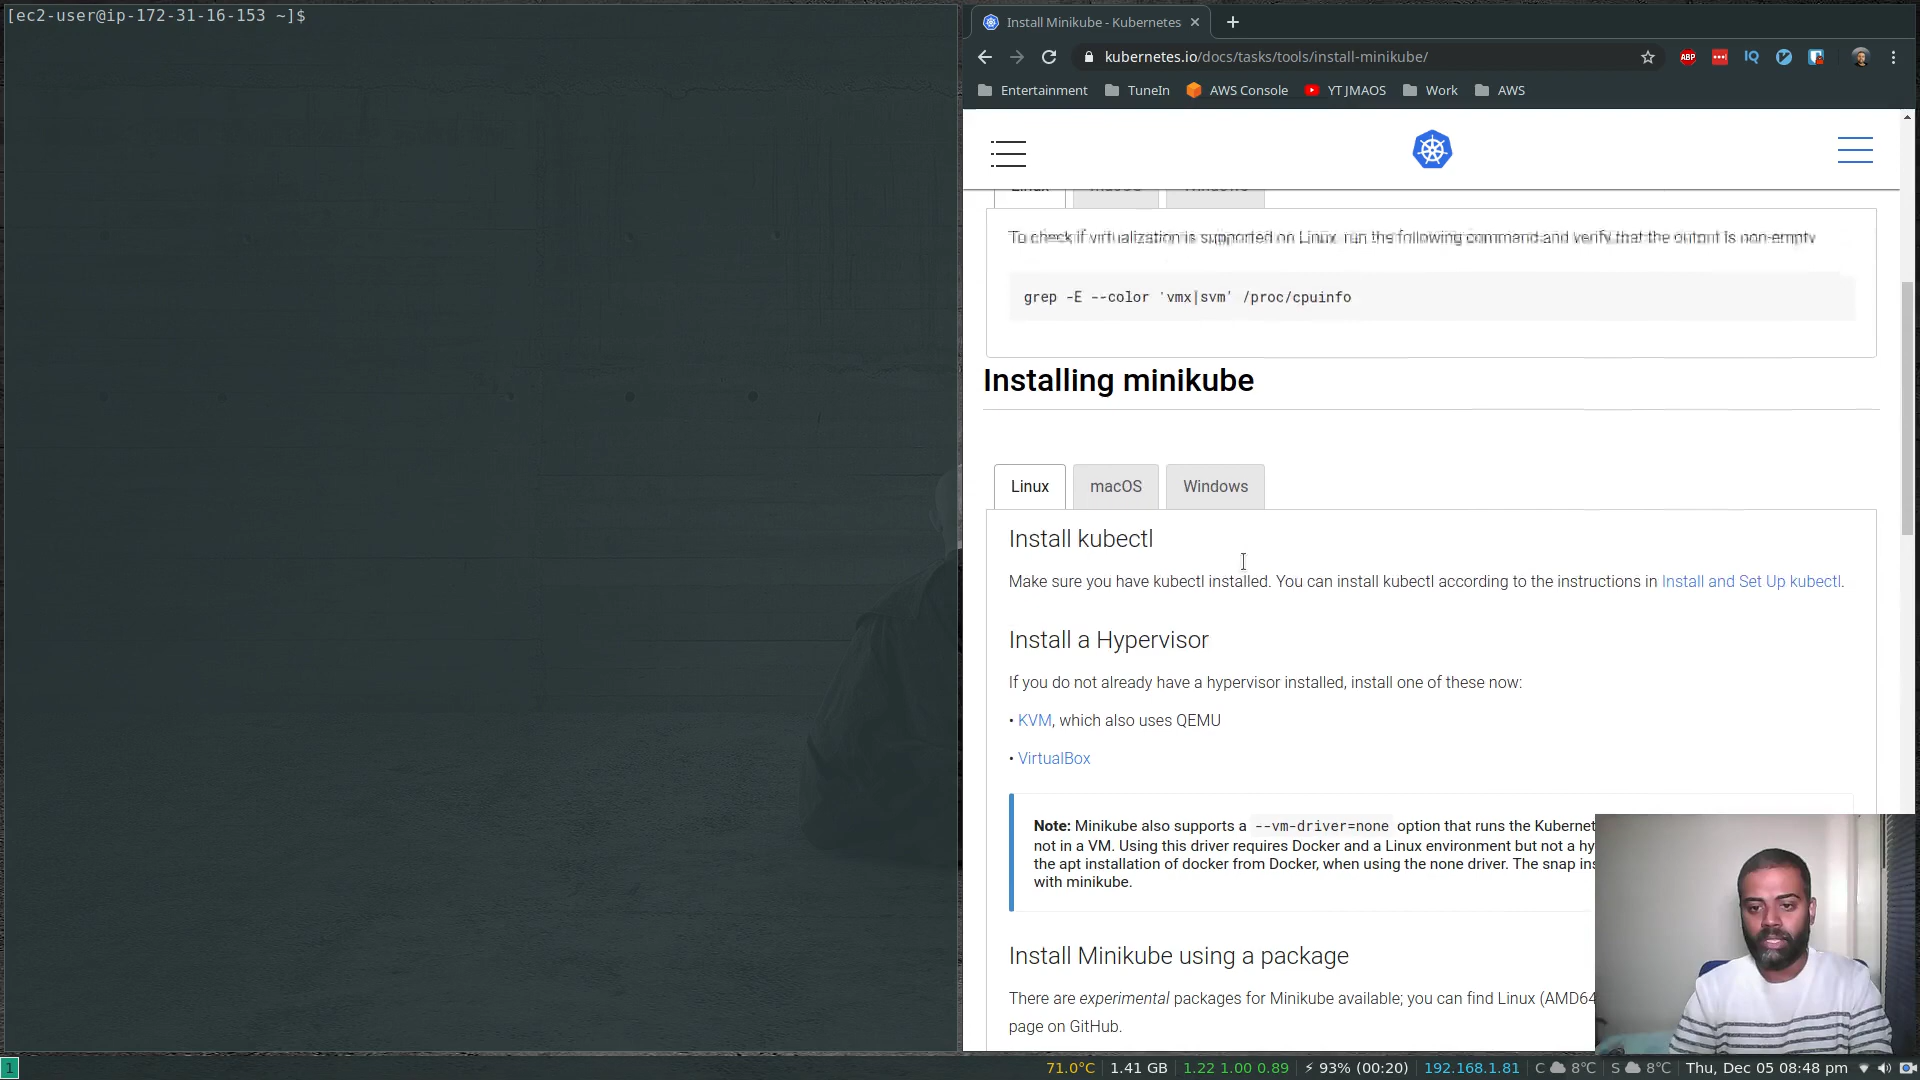 [ec2-user@ip-172-31-16-153 ~]$
Install Minikube - Kubernetes
kubernetes.io/docs/tasks/tools/install-minikube/
ABP
IQ
Entertainment TuneIn AWS Console YT JMAOS Work AWS
Linux macOS Windows
To check if virtualization is supported on Linux, run the following command and verify that the output is non-empty
grep -E --color 'vmx|svm' /proc/cpuinfo
Installing minikube
Linux macOS Windows
Install kubectl
Make sure you have kubectl installed. You can install kubectl according to the instructions in Install and Set Up kubectl.
Install a Hypervisor
If you do not already have a hypervisor installed, install one of these now:
• KVM, which also uses QEMU
• VirtualBox
Note: Minikube also supports a --vm-driver=none option that runs the Kubernet
not in a VM. Using this driver requires Docker and a Linux environment but not a hy
the apt installation of docker from Docker, when using the none driver. The snap ins
with minikube.
Install Minikube using a package
There are experimental packages for Minikube available; you can find Linux (AMD64
page on GitHub.
1 71.0°C 1.41 GB 1.22 1.00 0.89 ⚡ 93% (00:20) 192.168.1.81 C 8°C S 8°C Thu, Dec 05 08:48 pm